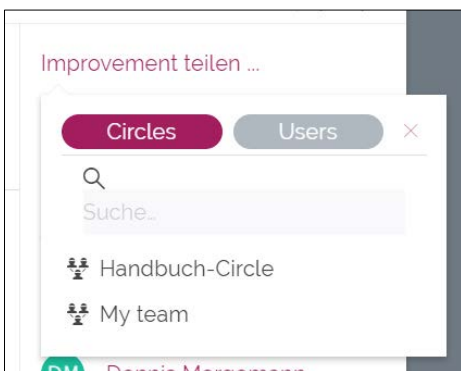 Improvement teilen ...
Circles Users
Suche...
Handbuch-Circle
My team